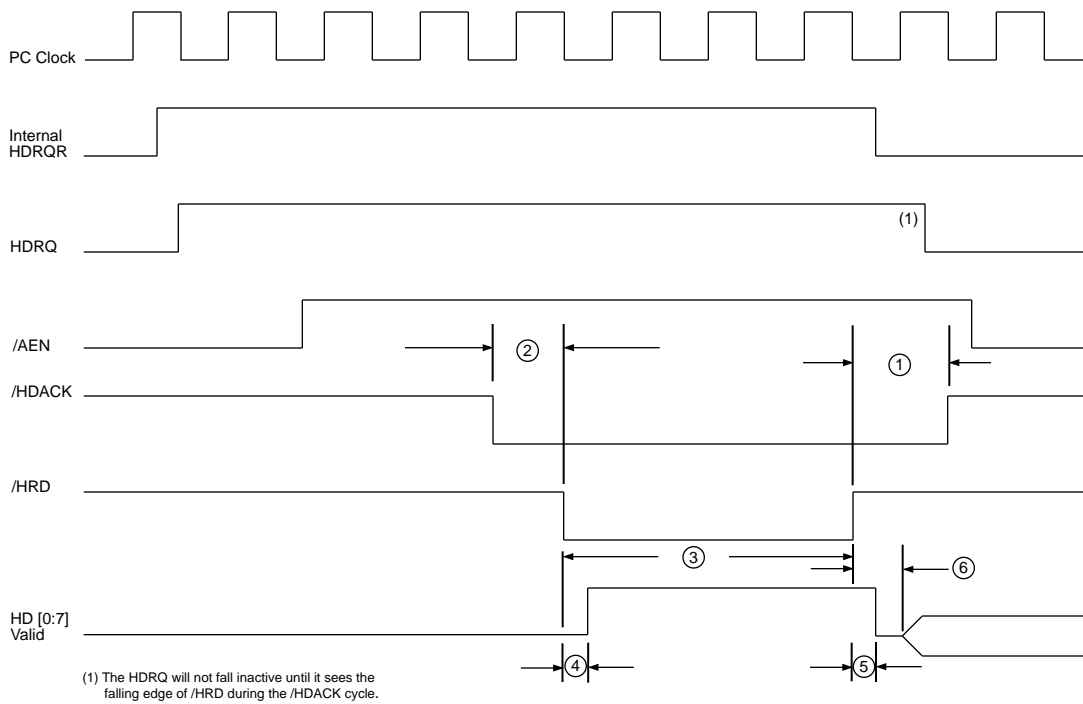 PC Clock
Internal
HDRQR
(1)
HDRQ
/AEN
2
1
/HDACK
/HRD
3
6
HD [0:7]
Valid
4
5
(1) The HDRQ will not fall inactive until it sees the
falling edge of /HRD during the /HDACK cycle.